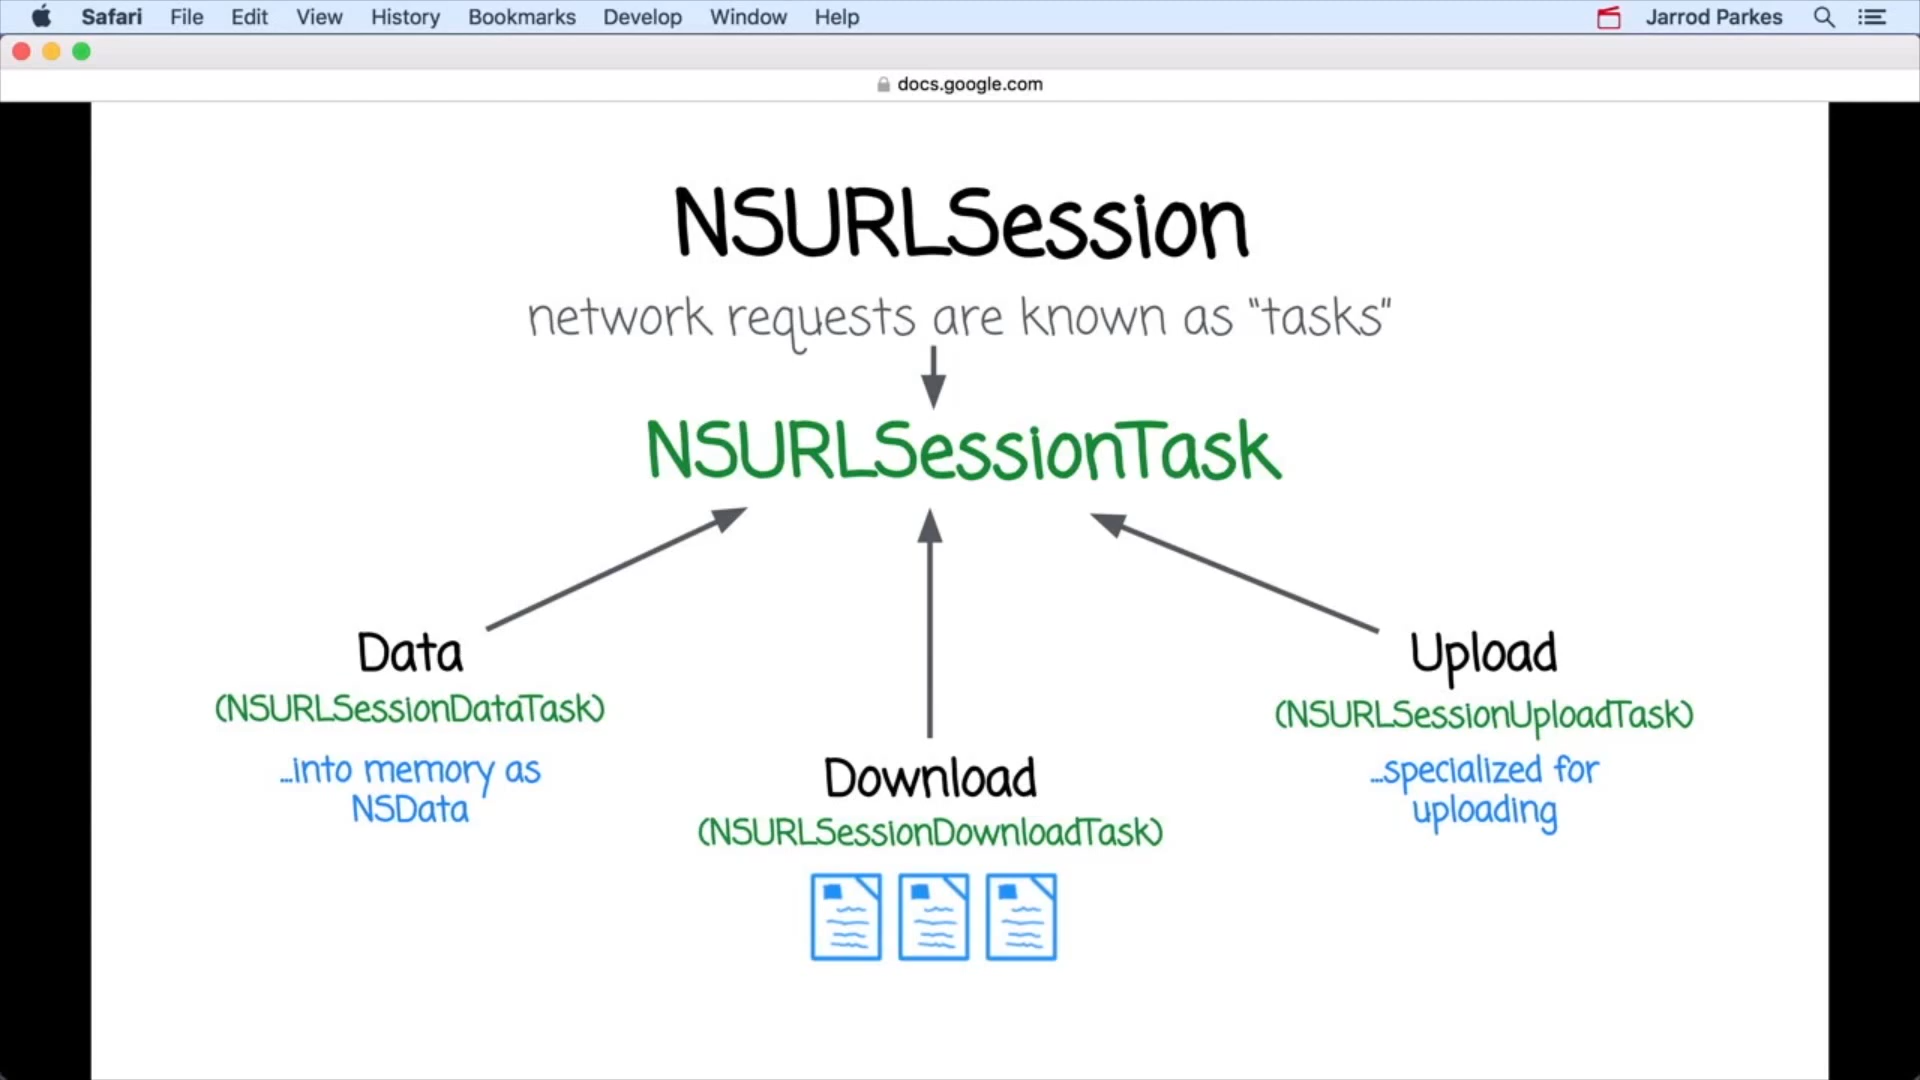 Safari File Edit View History Bookmarks Develop Window Help Jarrod Parkes
docs.google.com
NSURLSession
network requests are known as "tasks"
NSURLSessionTask
Data
(NSURLSessionDataTask)
...into memory as
NSData
Download
(NSURLSessionDownloadTask)
Upload
(NSURLSessionUploadTask)
...specialized for
uploading